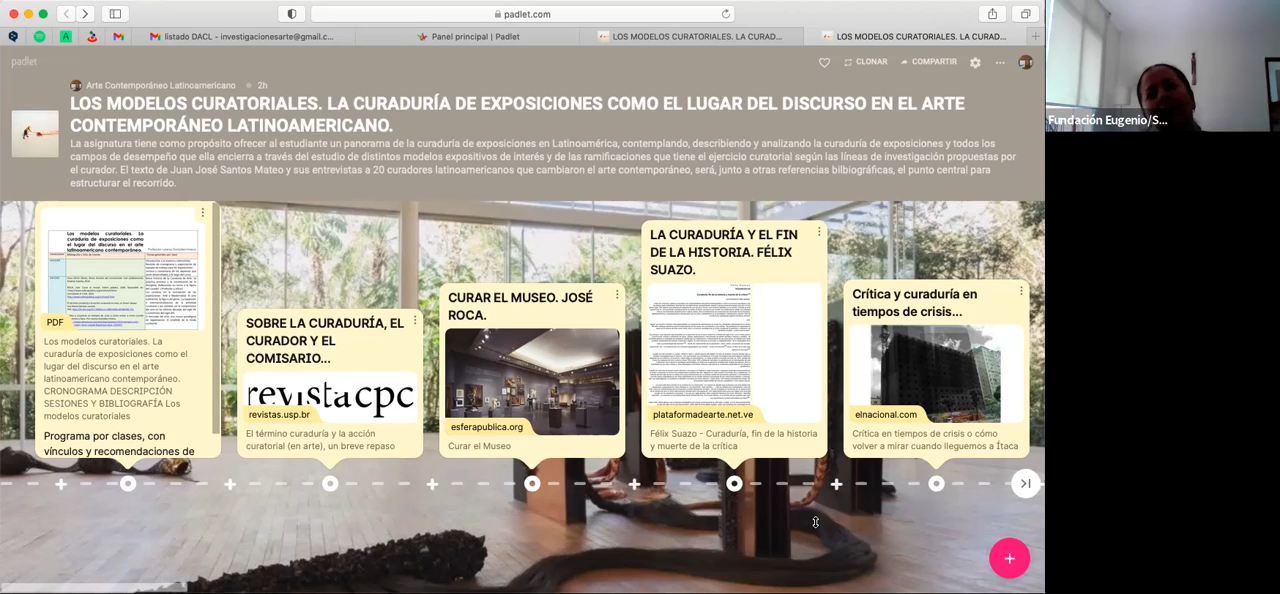 padlet.com
listado DACL - investigacionesarte@gmail.c...
Panel principal | Padlet
LOS MODELOS CURATORIALES. LA CURAD...
LOS MODELOS CURATORIALES. LA CURAD...
padlet
CLONAR
COMPARTIR
Arte Contemporáneo Latinoamericano
2h
LOS MODELOS CURATORIALES. LA CURADURÍA DE EXPOSICIONES COMO EL LUGAR DEL DISCURSO EN EL ARTE
CONTEMPORÁNEO LATINOAMERICANO.
La asignatura tiene como propósito ofrecer al estudiante un panorama de la curaduría de exposiciones en Latinoamérica, contemplando, describiendo y analizando la curaduría de exposiciones y todos los
campos de desempeño que ella encierra a través del estudio de distintos modelos expositivos de interés y de las ramificaciones que tiene el ejercicio curatorial según las líneas de investigación propuestas por
el curador. El texto de Juan José Santos Mateo y sus entrevistas a 20 curadores latinoamericanos que cambiaron el arte contemporáneo, será, junto a otras referencias bilbiográficas, el punto central para
estructurar el recorrido.
Los modelos curatoriales. La
curaduría de exposiciones como
el lugar del discurso en el arte
latinoamericano contemporáneo.
PDF
Los modelos curatoriales. La
curaduría de exposiciones como el
lugar del discurso en el arte
latinoamericano contemporáneo.
CRONOGRAMA DESCRIPCIÓN
SESIONES Y BIBLIOGRAFÍA Los
modelos curatoriales
Programa por clases, con
vínculos y recomendaciones de
SOBRE LA CURADURÍA, EL
CURADOR Y EL
COMISARIO...
revista cpc
revistas.usp.br
El término curaduría y la acción
curatorial (en arte), un breve repaso
CURAR EL MUSEO. JOSÉ
ROCA.
esferapublica.org
Curar el Museo
LA CURADURÍA Y EL FIN
DE LA HISTORIA. FÉLIX
SUAZO.
plataformadearte.net.ve
Félix Suazo - Curaduría, fin de la historia
y muerte de la crítica
Crítica y curaduría en
tiempos de crisis...
elnacional.com
Crítica en tiempos de crisis o cómo
volver a mirar cuando lleguemos a Ítaca
Fundación Eugenio/S...